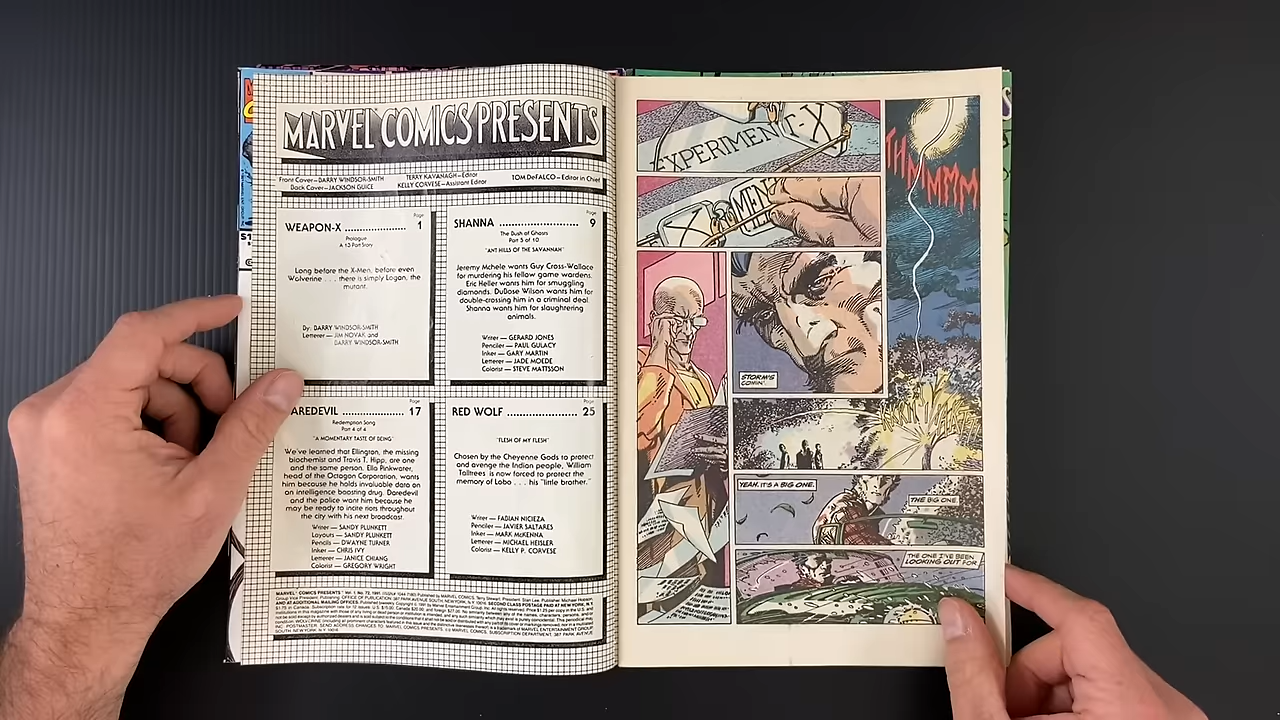 MARVEL COMICS PRESENTS
Front Cover—BARRY WINDSOR-SMITH
Back Cover—JACKSON GUICE
TERRY KAVANAGH—Editor
KELLY CORVESE—Assistant Editor
TOM DeFALCO—Editor in Chief
Page
WEAPON-X .................... 1
Prologue
A 13 Part Story
Long before the X-Men, before even
Wolverine . . . there is simply Logan, the
mutant.
By: BARRY WINDSOR-SMITH
Letterer — JIM NOVAK and
BARRY WINDSOR-SMITH
Page
SHANNA ........................ 9
The Bush of Ghosts
Part 5 of 10
"ANT HILLS OF THE SAVANNAH"
Jeremy Mchele wants Guy Cross-Wallace
for murdering his fellow game wardens.
Eric Heller wants him for smuggling
diamonds. DuBose Wilson wants him for
double-crossing him in a criminal deal.
Shanna wants him for slaughtering
animals.
Writer — GERARD JONES
Penciler — PAUL GULACY
Inker — GARY MARTIN
Letterer — JADE MOEDE
Colorist — STEVE MATTSSON
Page
AREDEVIL .................... 17
Redemption Song
Part 4 of 4
"A MOMENTARY TASTE OF BEING"
We've learned that Ellington, the missing
biochemist and Travis T. Hipp, are one
and the same person. Ella Pinkwater,
head of the Octagon Corporation, wants
him because he holds invaluable data on
an intelligence boosting drug. Daredevil
and the police want him because he
may be ready to incite riots throughout
the city with his next broadcast.
Writer — SANDY PLUNKETT
Layouts — SANDY PLUNKETT
Pencils — DWAYNE TURNER
Inker — CHRIS IVY
Letterer — JANICE CHIANG
Colorist — GREGORY WRIGHT
Page
RED WOLF ........................ 25
"FLESH OF MY FLESH"
Chosen by the Cheyenne Gods to protect
and avenge the Indian people, William
Talltrees is now forced to protect the
memory of Lobo . . . his "little brother."
Writer — FABIAN NICIEZA
Penciler — JAVIER SALTARES
Inker — MARK McKENNA
Letterer — MICHAEL HEISLER
Colorist — KELLY P. CORVESE
EXPERIMENT-X
X
MEN
THMMMM
STORM'S
COMIN'.
YEAH. IT'S A BIG ONE.
THE BIG ONE.
THE ONE I'VE BEEN
LOOKING OUT FOR